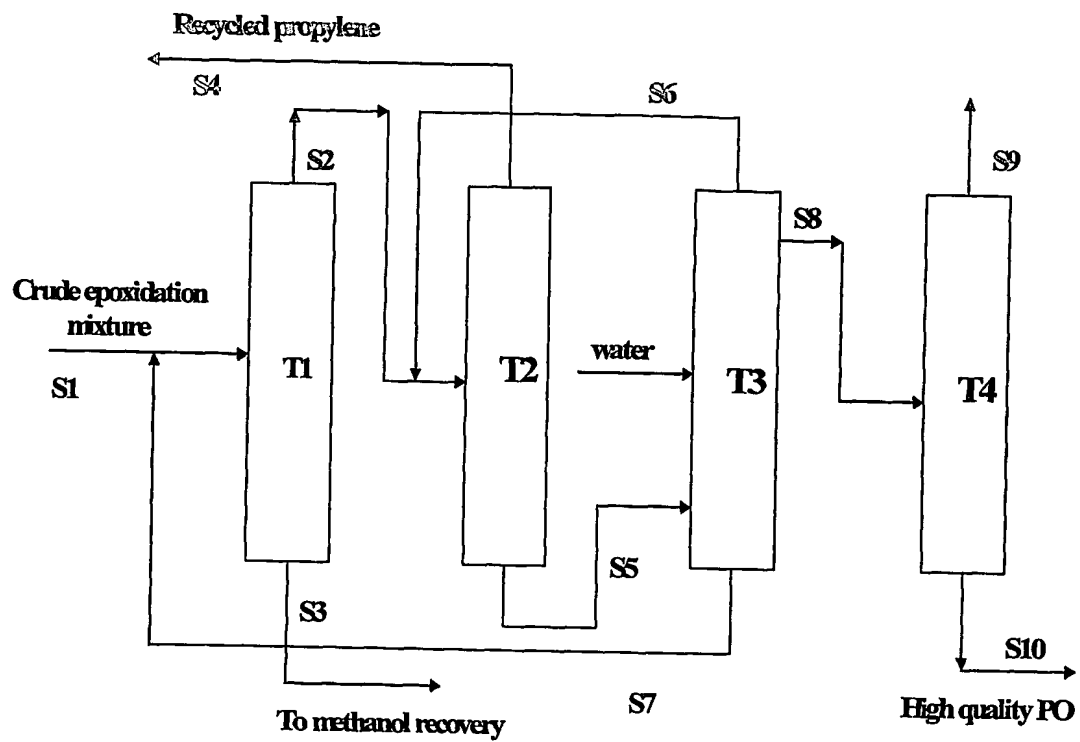 Recycled propylene
S4
S6
S2
S9
S8
Crude epoxidation
mixture
S1
T1
T2
water
T3
T4
S5
S3
S10
S7
To methanol recovery
High quality PO